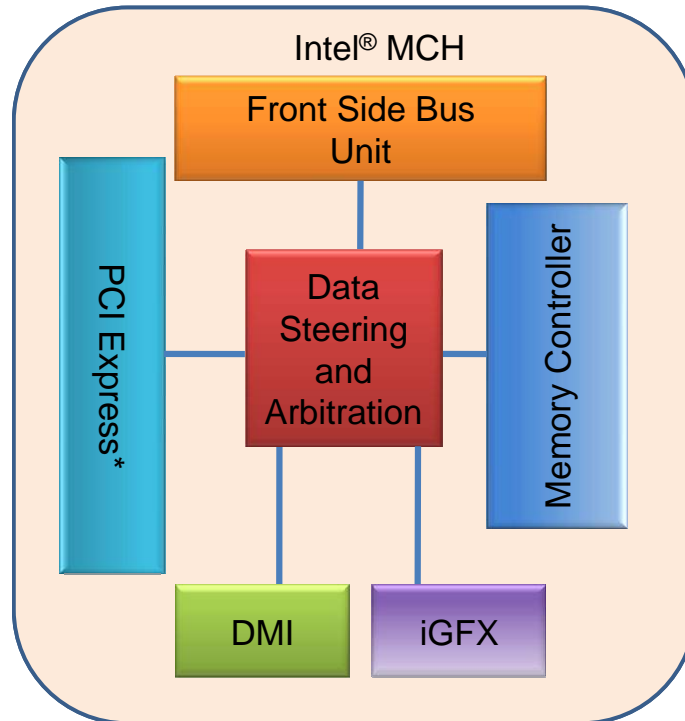 Intel® MCH
Front Side Bus
Unit
PCI Express*
Data
Steering
and
Arbitration
Memory Controller
DMI
iGFX